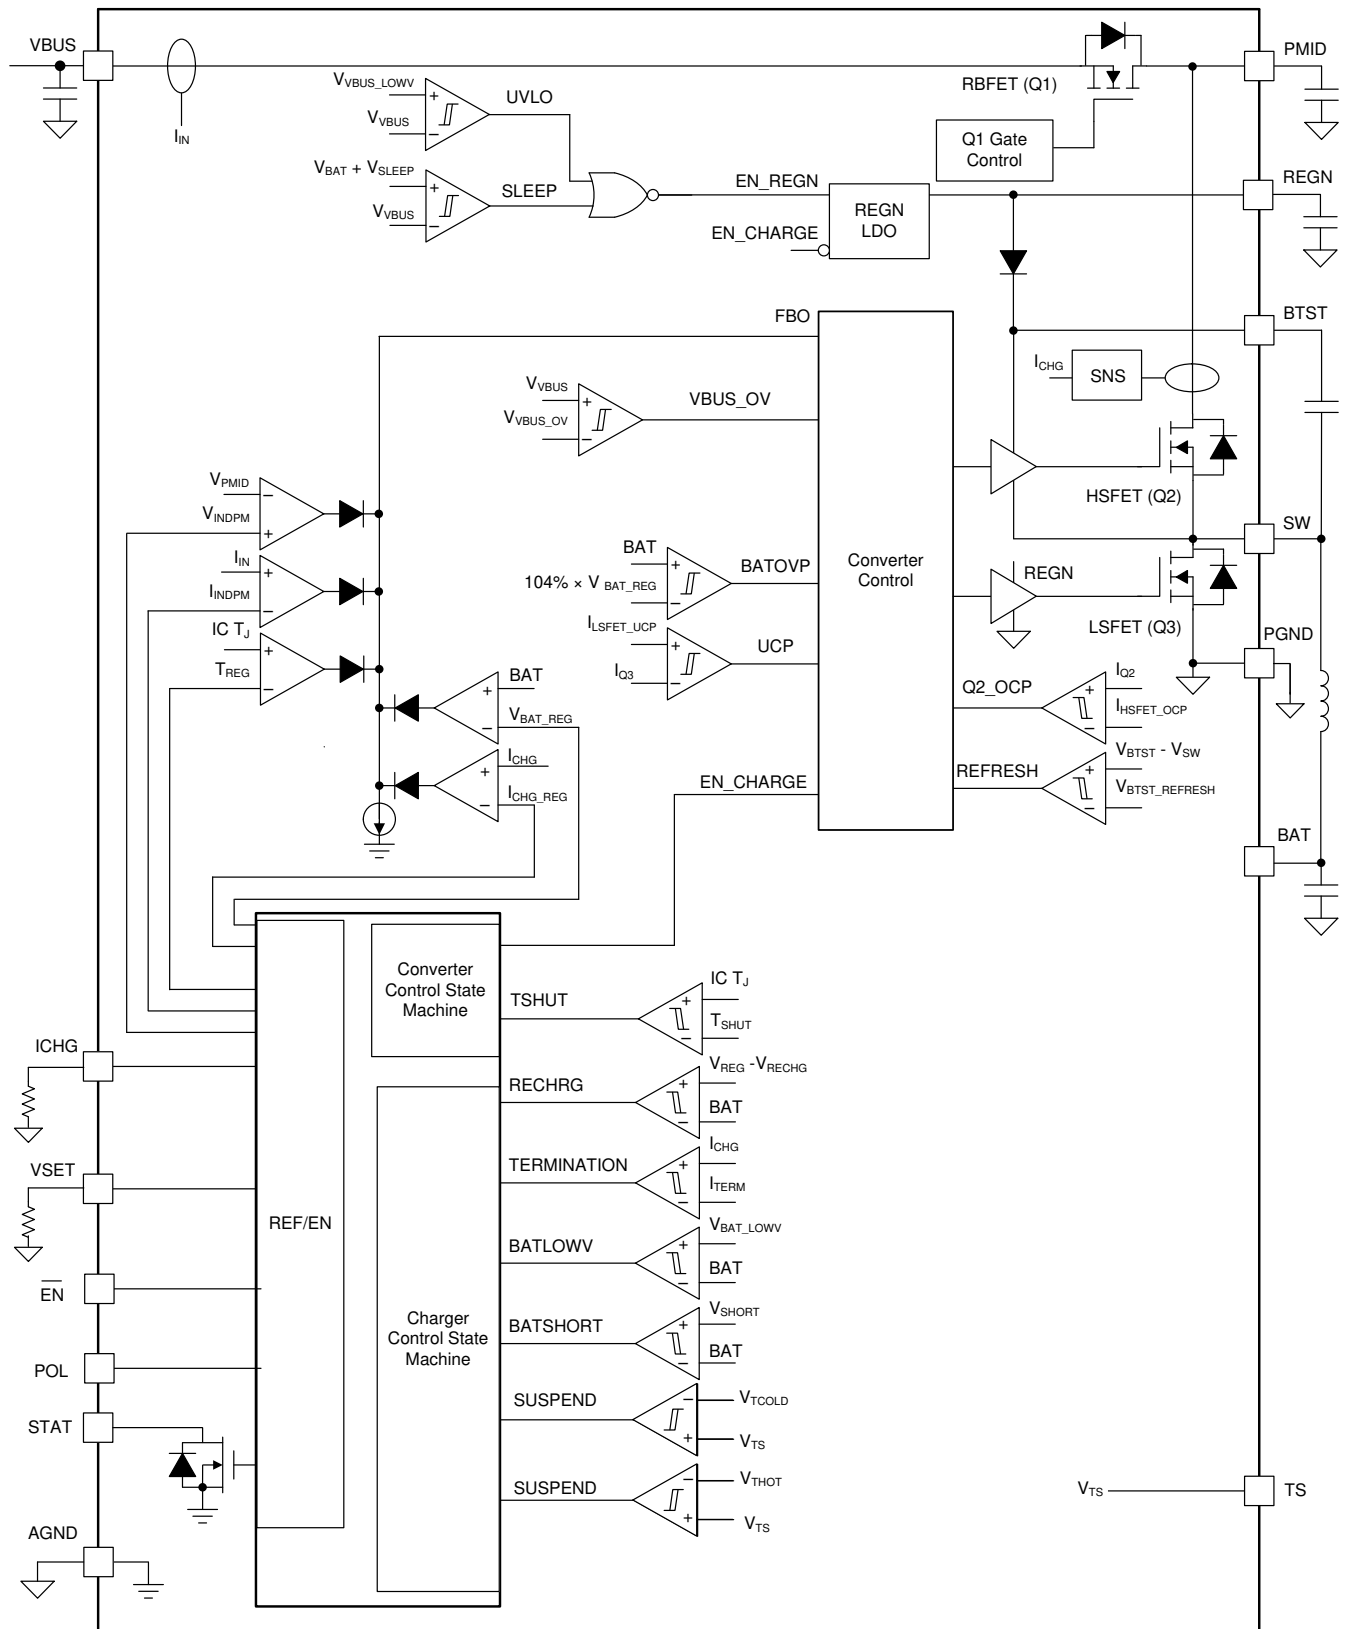 VBUS
PMID
V_VBUS_LOWV
+
UVLO
RBFET (Q1)
V_VBUS
−
I_IN
Q1 Gate
Control
V_BAT + V_SLEEP
+
SLEEP
EN_REGN
REGN
V_VBUS
−
REGN
LDO
EN_CHARGE
FBO
BTST
I_CHG
SNS
V_VBUS
+
VBUS_OV
V_VBUS_OV
−
V_PMID
−
HSFET (Q2)
V_INDPM
+
SW
I_IN
+
BAT
+
BATOVP
Converter
Control
REGN
I_INDPM
−
104% × V_BAT_REG
−
IC T_J
+
I_LSFET_UCP
+
UCP
LSFET (Q3)
PGND
T_REG
−
I_Q3
−
BAT
+
Q2_OCP
I_Q2
+
V_BAT_REG
−
I_HSFET_OCP
−
I_CHG
+
V_BTST - V_SW
+
REFRESH
I_CHG_REG
−
EN_CHARGE
V_BTST_REFRESH
−
BAT
Converter
Control State
Machine
TSHUT
IC T_J
+
T_SHUT
−
ICHG
RECHRG
V_REG -V_RECHG
+
BAT
−
VSET
TERMINATION
I_CHG
+
I_TERM
−
REF/EN
BATLOWV
V_BAT_LOWV
+
BAT
−
EN
Charger
Control State
Machine
BATSHORT
V_SHORT
+
BAT
−
POL
STAT
SUSPEND
V_TCOLD
−
V_TS
+
SUSPEND
V_THOT
−
V_TS
+
V_TS
TS
AGND